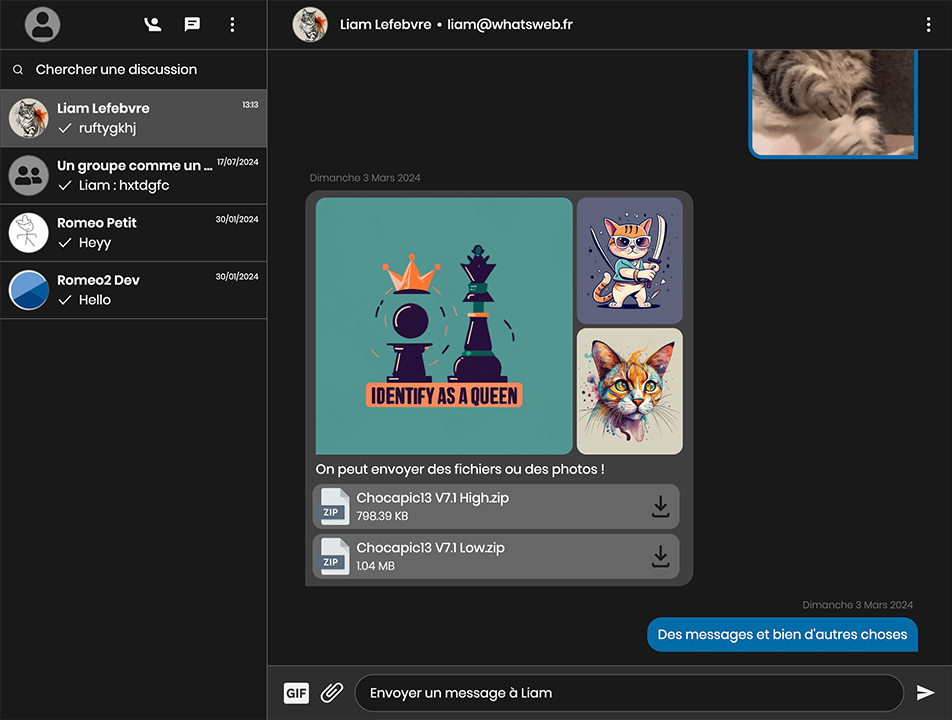 Chercher une discussion
Liam Lefebvre
13:13
ruftygkhj
Un groupe comme un ...
17/07/2024
Liam : hxtdgfc
Romeo Petit
30/01/2024
Heyy
Romeo2 Dev
30/01/2024
Hello
Liam Lefebvre • liam@whatsweb.fr
Dimanche 3 Mars 2024
IDENTIFY AS A QUEEN
On peut envoyer des fichiers ou des photos !
ZIP
Chocapic13 V7.1 High.zip
798.39 KB
ZIP
Chocapic13 V7.1 Low.zip
1.04 MB
Dimanche 3 Mars 2024
Des messages et bien d'autres choses
GIF
Envoyer un message à Liam